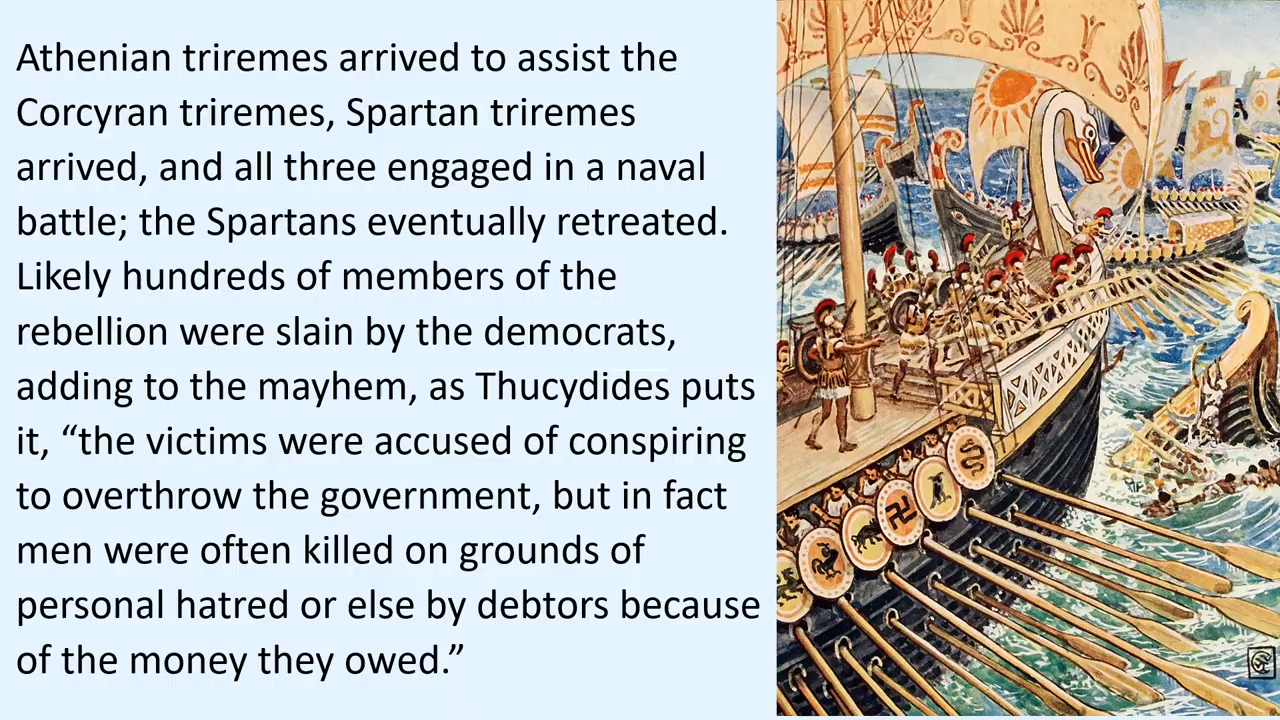 Athenian triremes arrived to assist the
Corcyran triremes, Spartan triremes
arrived, and all three engaged in a naval
battle; the Spartans eventually retreated.
Likely hundreds of members of the
rebellion were slain by the democrats,
adding to the mayhem, as Thucydides puts
it, “the victims were accused of conspiring
to overthrow the government, but in fact
men were often killed on grounds of
personal hatred or else by debtors because
of the money they owed.”